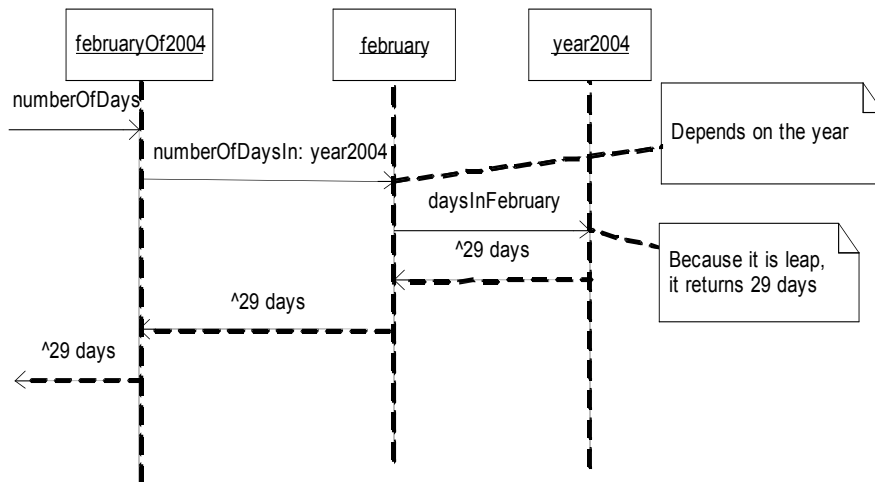 februaryOf2004
february
year2004
numberOfDays
Depends on the year
numberOfDaysIn: year2004
daysInFebruary
^29 days
Because it is leap,
it returns 29 days
^29 days
^29 days